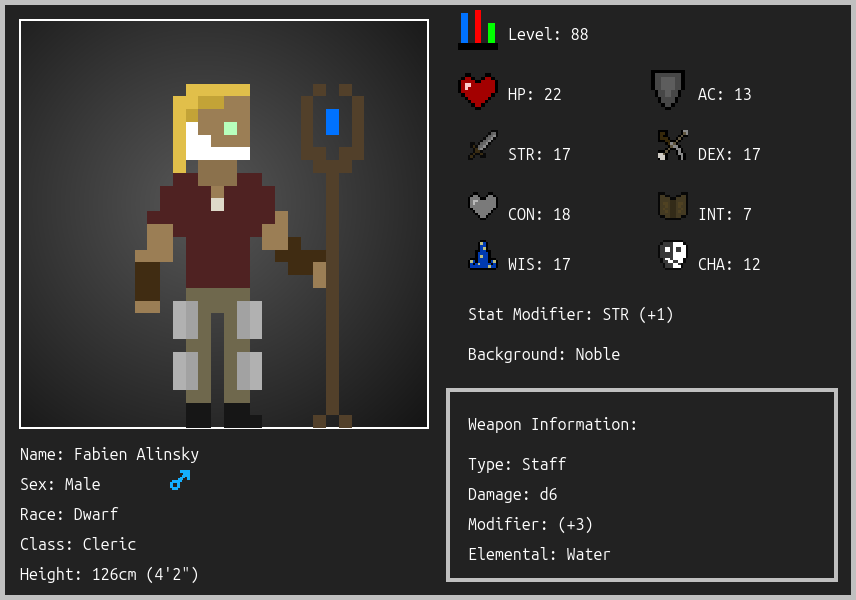 Level: 88
HP: 22
AC: 13
STR: 17
DEX: 17
CON: 18
INT: 7
WIS: 17
CHA: 12
Stat Modifier: STR (+1)
Background: Noble
Weapon Information:
Type: Staff
Damage: d6
Modifier: (+3)
Elemental: Water
Name: Fabien Alinsky
Sex: Male
Race: Dwarf
Class: Cleric
Height: 126cm (4'2")